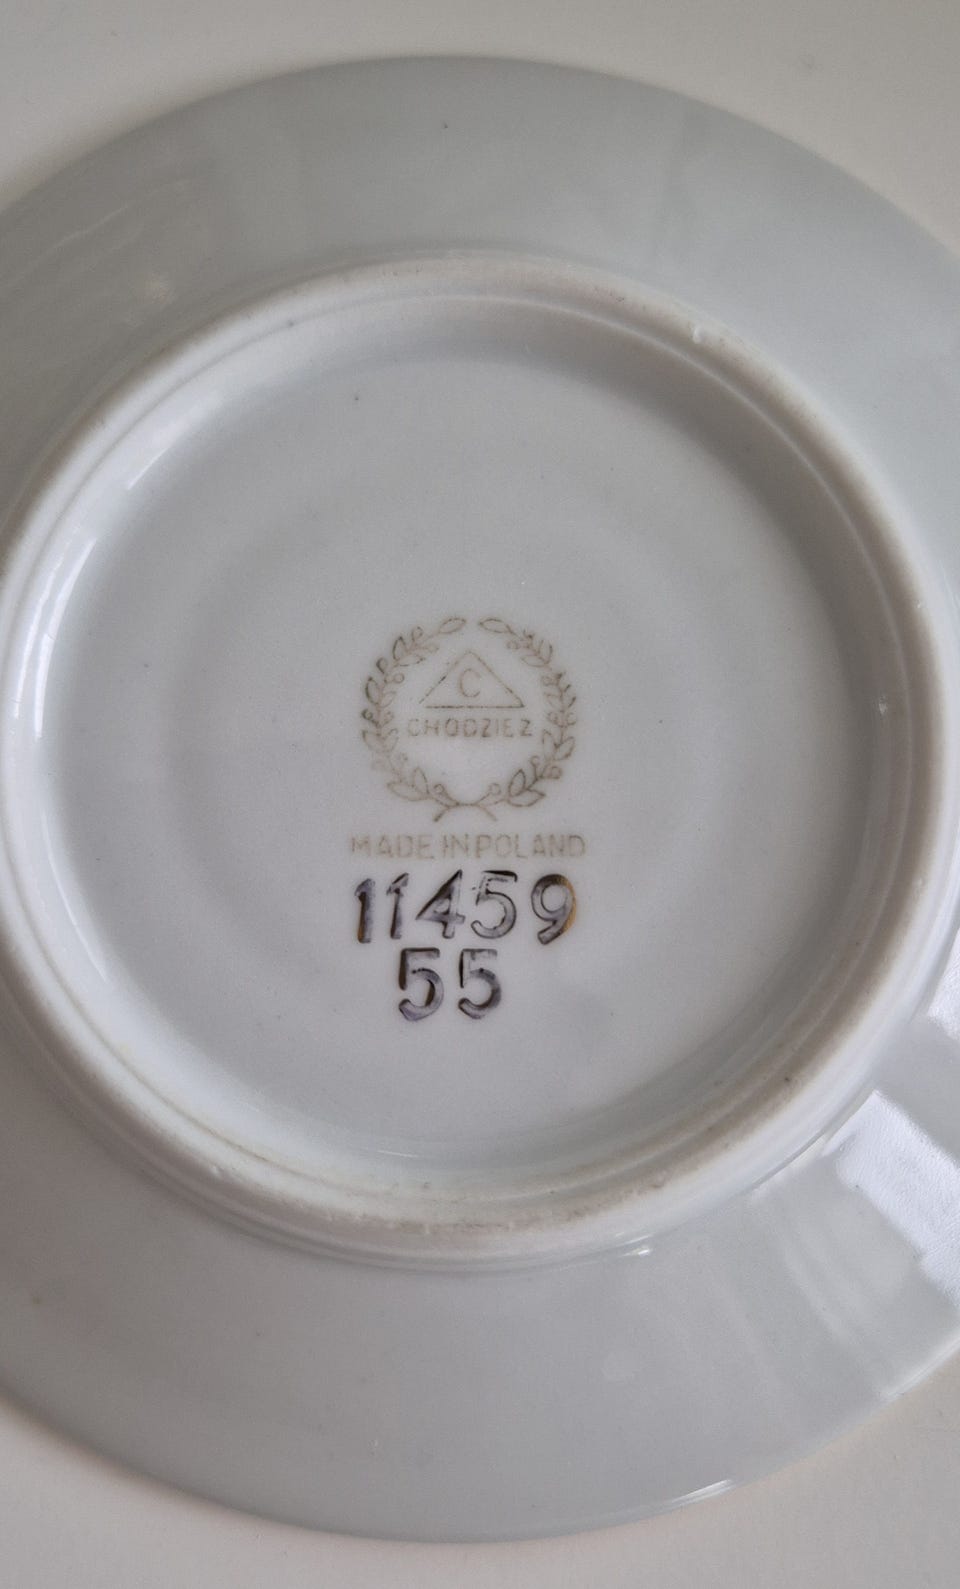 C
CHODZIEZ
MADE IN POLAND
11459
55